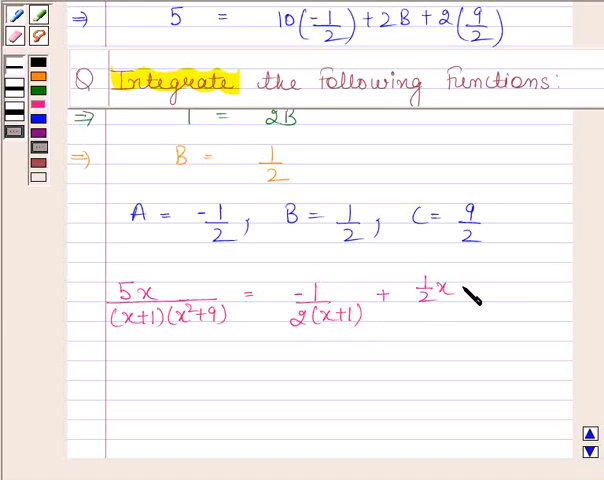 ⇒ 5 = 10(-1/2) + 2B + 2(9/2)
Q Integrate the following functions:
⇒ 1 = 2B
⇒ B = 1/2
A = -1/2, B = 1/2, C = 9/2
5x/(x+1)(x²+9) = -1/2(x+1) + 1/2x